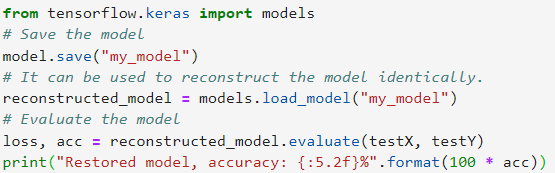 from tensorflow.keras import models
# Save the model
model.save("my_model")
# It can be used to reconstruct the model identically.
reconstructed_model = models.load_model("my_model")
# Evaluate the model
loss, acc = reconstructed_model.evaluate(testX, testY)
print("Restored model, accuracy: {:5.2f}%".format(100 * acc))